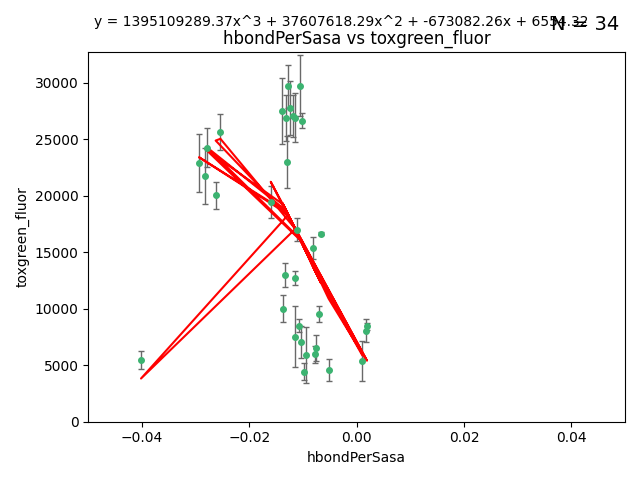 y = 1395109289.37x^3 + 37607618.29x^2 + -673082.26x + 6554.32
N = 34
hbondPerSasa vs toxgreen_fluor
30000
25000
20000
15000
10000
5000
0
toxgreen_fluor
−0.04 −0.02 0.00 0.02 0.04
hbondPerSasa